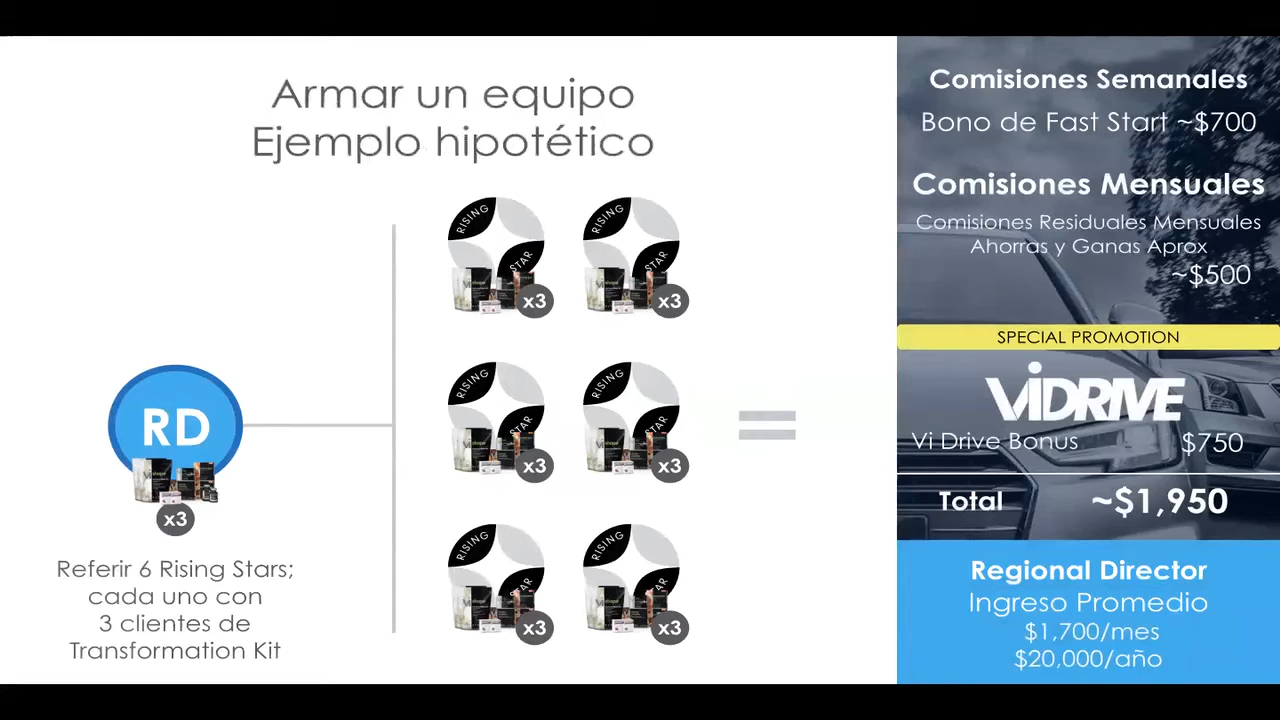 Armar un equipo
Ejemplo hipotético
RISING
STAR
x3
RISING
STAR
x3
RISING
STAR
x3
RISING
STAR
x3
RISING
STAR
x3
RISING
STAR
x3
RD
x3
Referir 6 Rising Stars;
cada uno con
3 clientes de
Transformation Kit
Comisiones Semanales
Bono de Fast Start ~$700
Comisiones Mensuales
Comisiones Residuales Mensuales
Ahorras y Ganas Aprox
~$500
SPECIAL PROMOTION
ViDRIVE
Vi Drive Bonus $750
Total ~$1,950
Regional Director
Ingreso Promedio
$1,700/mes
$20,000/año